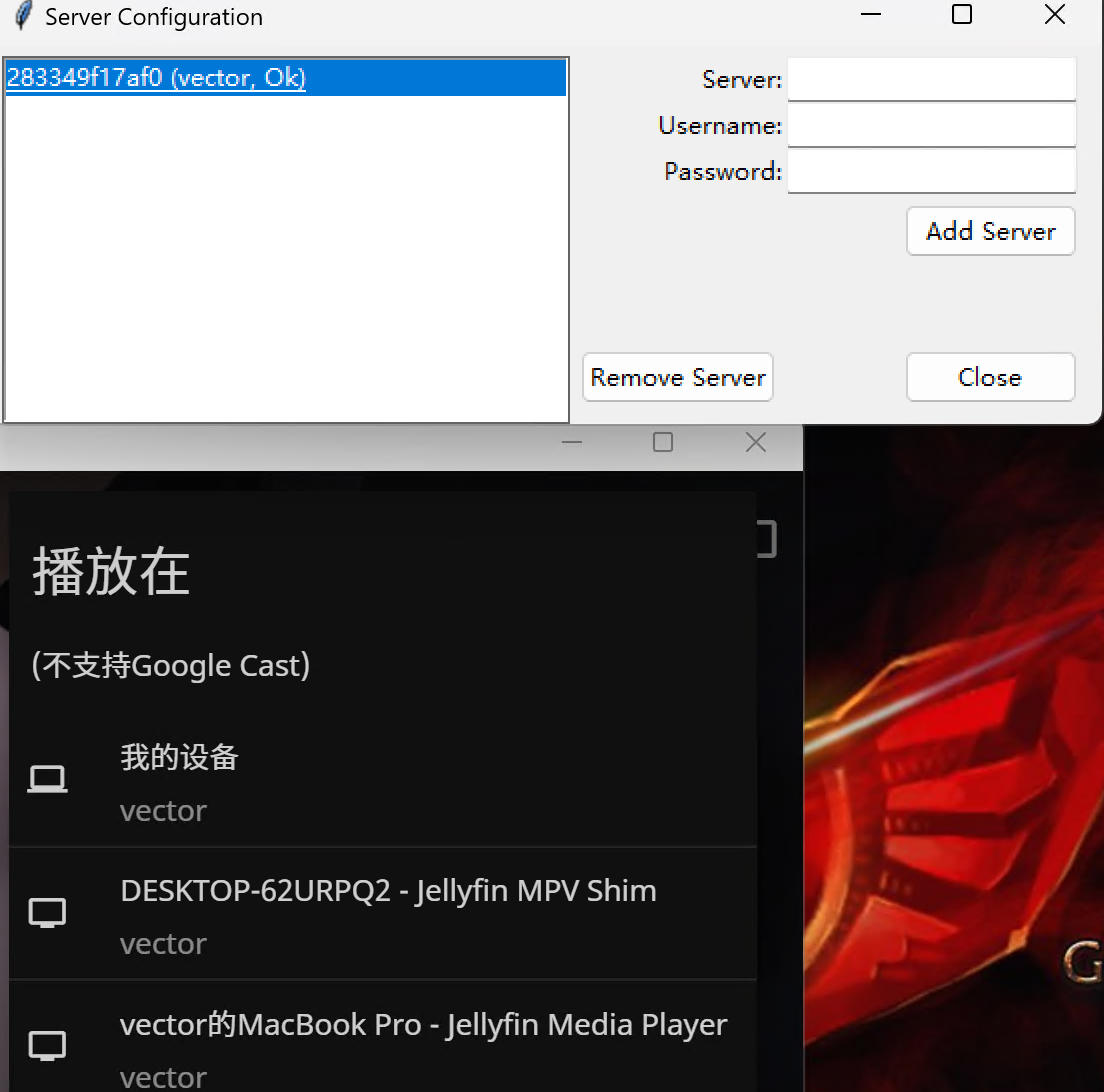 Server Configuration
283349f17af0 (vector, Ok)
Server:
Username:
Password:
Add Server
Remove Server
Close
播放在
(不支持Google Cast)
我的设备
vector
DESKTOP-62URPQ2 - Jellyfin MPV Shim
vector
vector的MacBook Pro - Jellyfin Media Player
vector
G